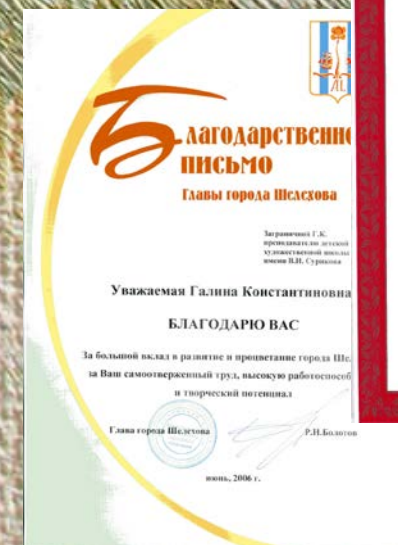 Благодарственно
письмо
Главы города Шелехова
Заграничной Г.К.
преподавателю детской
художественной школы
имени В.И. Сурикова
Уважаемая Галина Константиновна
БЛАГОДАРЮ ВАС
За большой вклад в развитие и процветание города Ше
за Ваш самоотверженный труд, высокую работоспособ
и творческий потенциал
Глава города Шелехова Р.Н.Болотов
июнь, 2006 г.